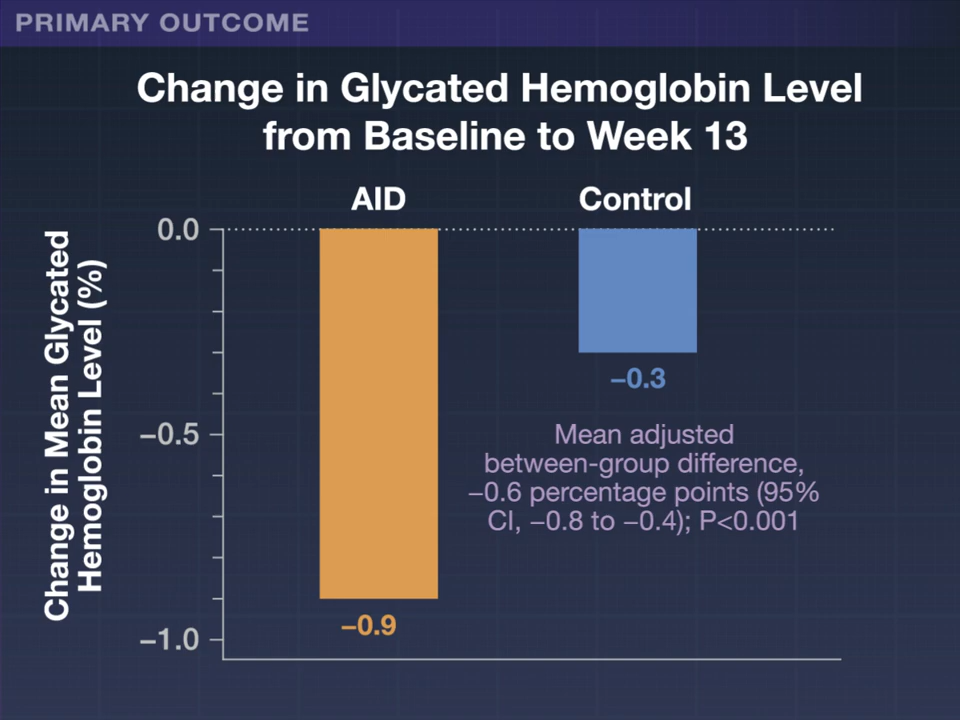 PRIMARY OUTCOME
Change in Glycated Hemoglobin Level
from Baseline to Week 13
AID
Control
Change in Mean Glycated
Hemoglobin Level (%)
0.0
−0.5
−1.0
−0.9
−0.3
Mean adjusted
between-group difference,
−0.6 percentage points (95%
CI, −0.8 to −0.4); P<0.001